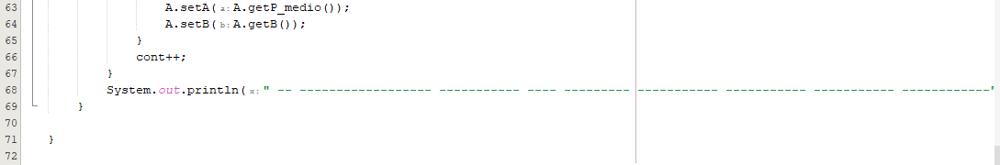 63 A.setA( a: A.getP_medio());
64 A.setB( b: A.getB());
65 }
66 cont++;
67 }
68 System.out.println( x: " -- ------------------ ----------- ---- --------- ----------- ----------- ----------- ------------"
69 }
70
71 }
72